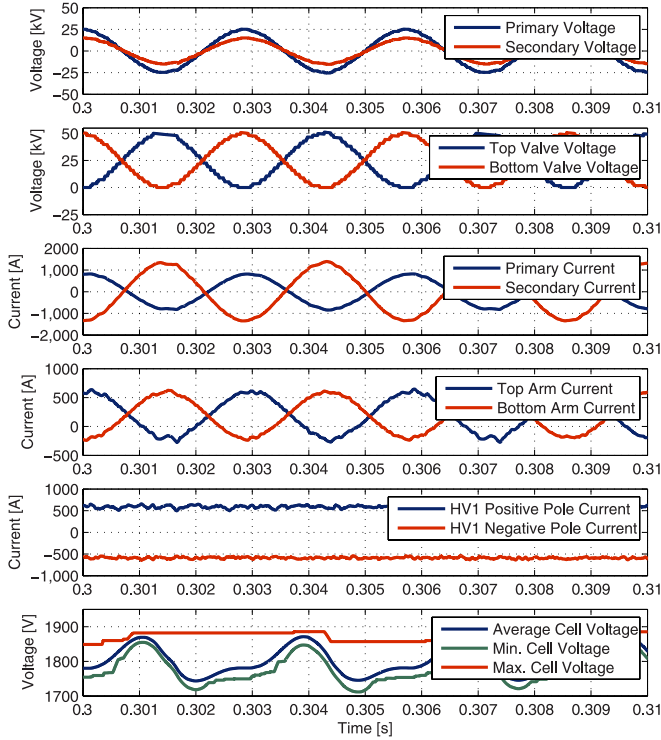 50
25
0
−25
−50
Voltage [kV]
Primary Voltage
Secondary Voltage
0.3 0.301 0.302 0.303 0.304 0.305 0.306 0.307 0.308 0.309 0.31
50
25
0
−25
Voltage [kV]
Top Valve Voltage
Bottom Valve Voltage
0.3 0.301 0.302 0.303 0.304 0.305 0.306 0.307 0.308 0.309 0.31
2000
1,000
0
−1,000
−2,000
Current [A]
Primary Current
Secondary Current
0.3 0.301 0.302 0.303 0.304 0.305 0.306 0.307 0.308 0.309 0.31
1000
500
0
−500
Current [A]
Top Arm Current
Bottom Arm Current
0.3 0.301 0.302 0.303 0.304 0.305 0.306 0.307 0.308 0.309 0.31
1000
500
0
−500
−1,000
Current [A]
HV1 Positive Pole Current
HV1 Negative Pole Current
0.3 0.301 0.302 0.303 0.304 0.305 0.306 0.307 0.308 0.309 0.31
1900
1800
1700
Voltage [V]
Average Cell Voltage
Min. Cell Voltage
Max. Cell Voltage
0.3 0.301 0.302 0.303 0.304 0.305 0.306 0.307 0.308 0.309 0.31
Time [s]